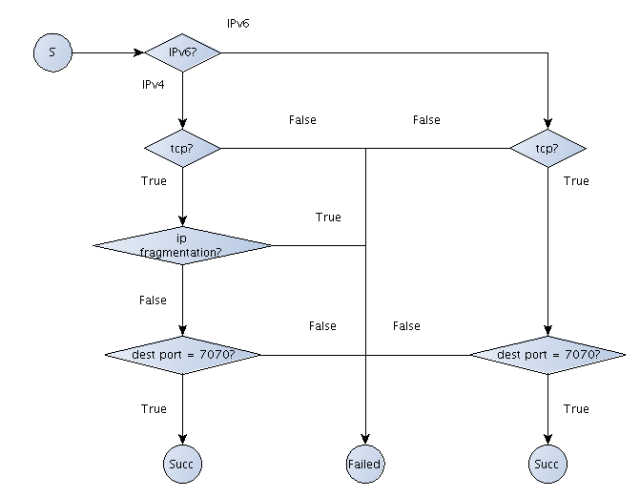 IPv6
S
IPv6?
IPv4
False
False
tcp?
tcp?
True
True
True
ip
fragmentation?
False
False
False
dest port = 7070?
dest port = 7070?
True
True
Succ
Failed
Succ